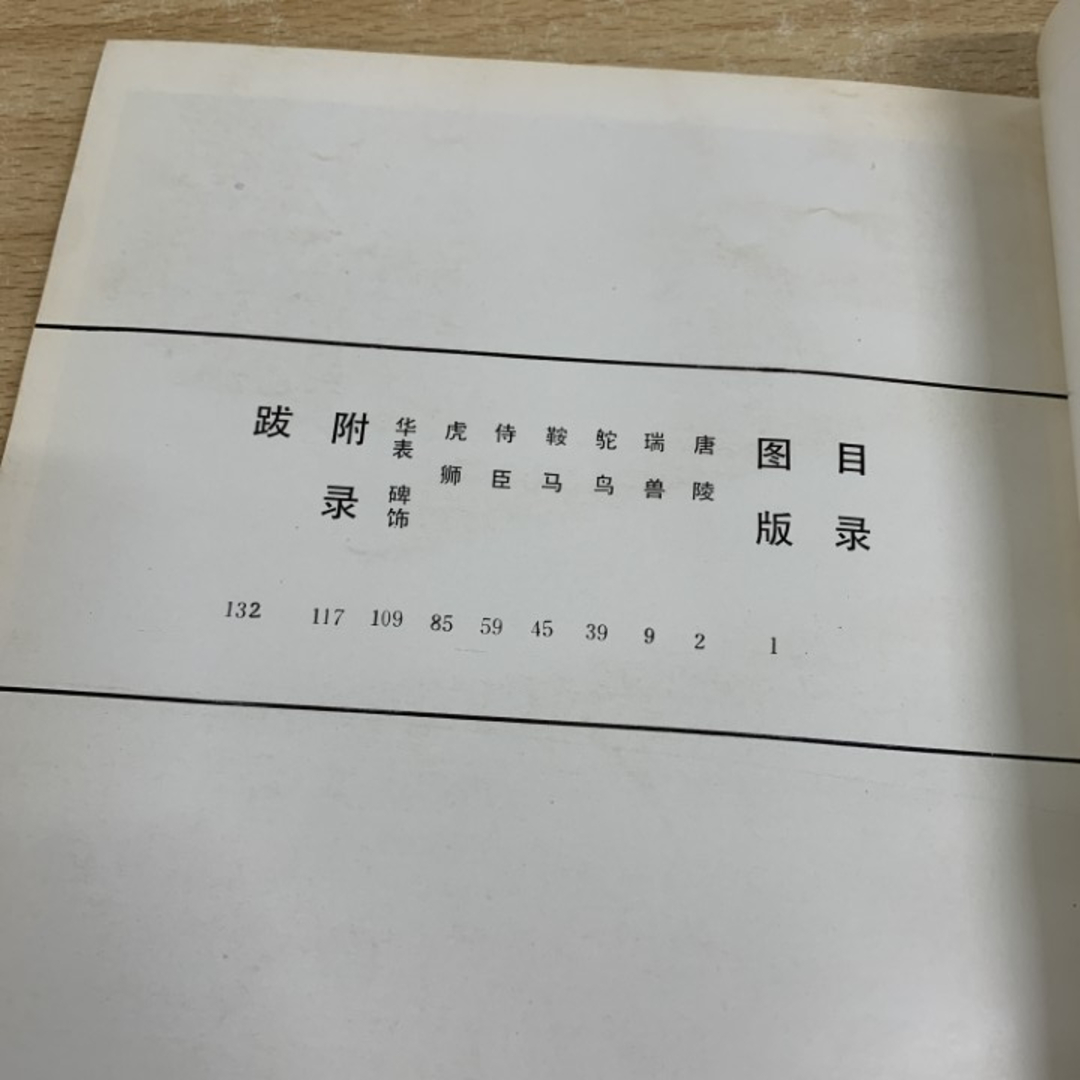 目录
图版 1
唐陵 2
瑞兽 9
鸵鸟 39
鞍马 45
侍臣 59
虎狮 85
华表 碑饰 109
附录 117
跋 132